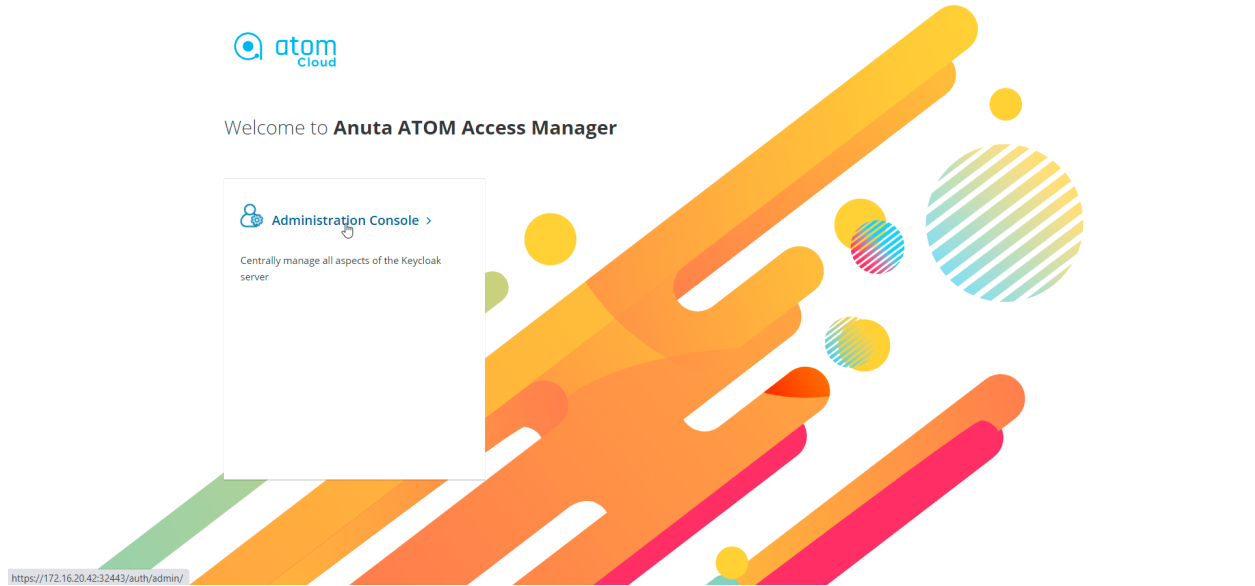 atom
Cloud
Welcome to Anuta ATOM Access Manager
Administration Console >
Centrally manage all aspects of the Keycloak
server
https://172.16.20.42:32443/auth/admin/